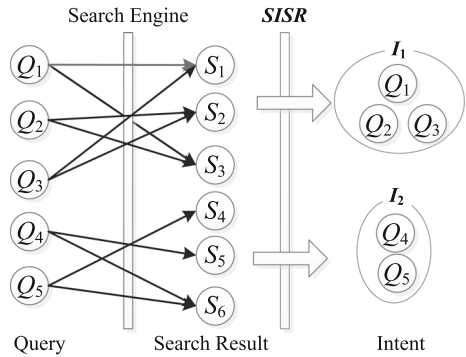 Search Engine
SISR
Q1
Q2
Q3
Q4
Q5
S1
S2
S3
S4
S5
S6
I1
Q1
Q2 Q3
I2
Q4
Q5
Query
Search Result
Intent